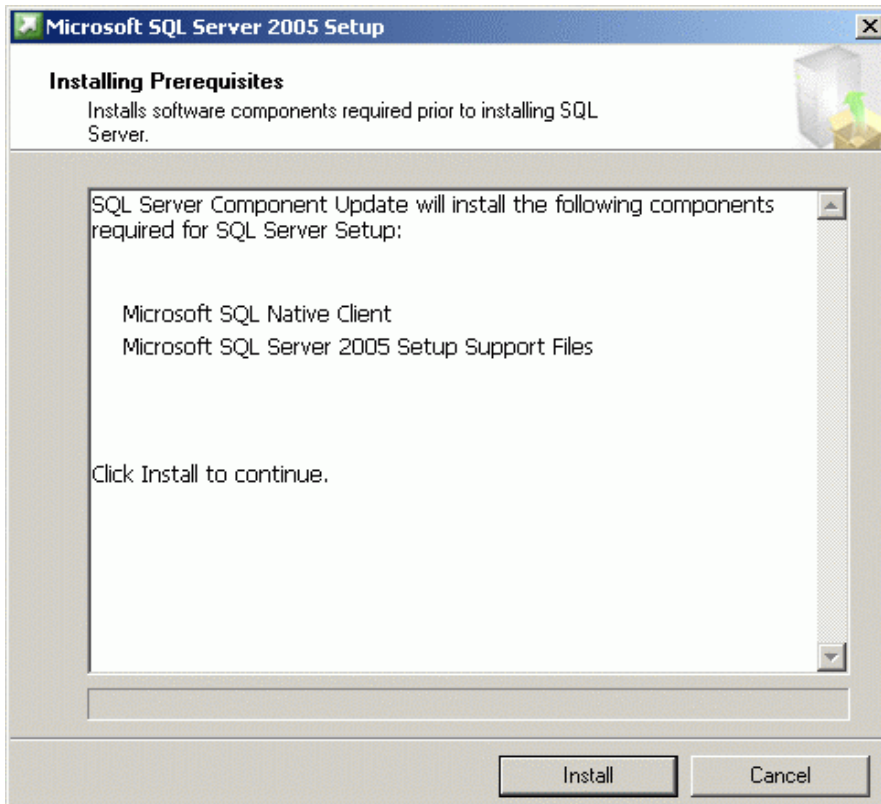 Microsoft SQL Server 2005 Setup
Installing Prerequisites
Installs software components required prior to installing SQL
Server.
SQL Server Component Update will install the following components
required for SQL Server Setup:
Microsoft SQL Native Client
Microsoft SQL Server 2005 Setup Support Files
Click Install to continue.
Install
Cancel